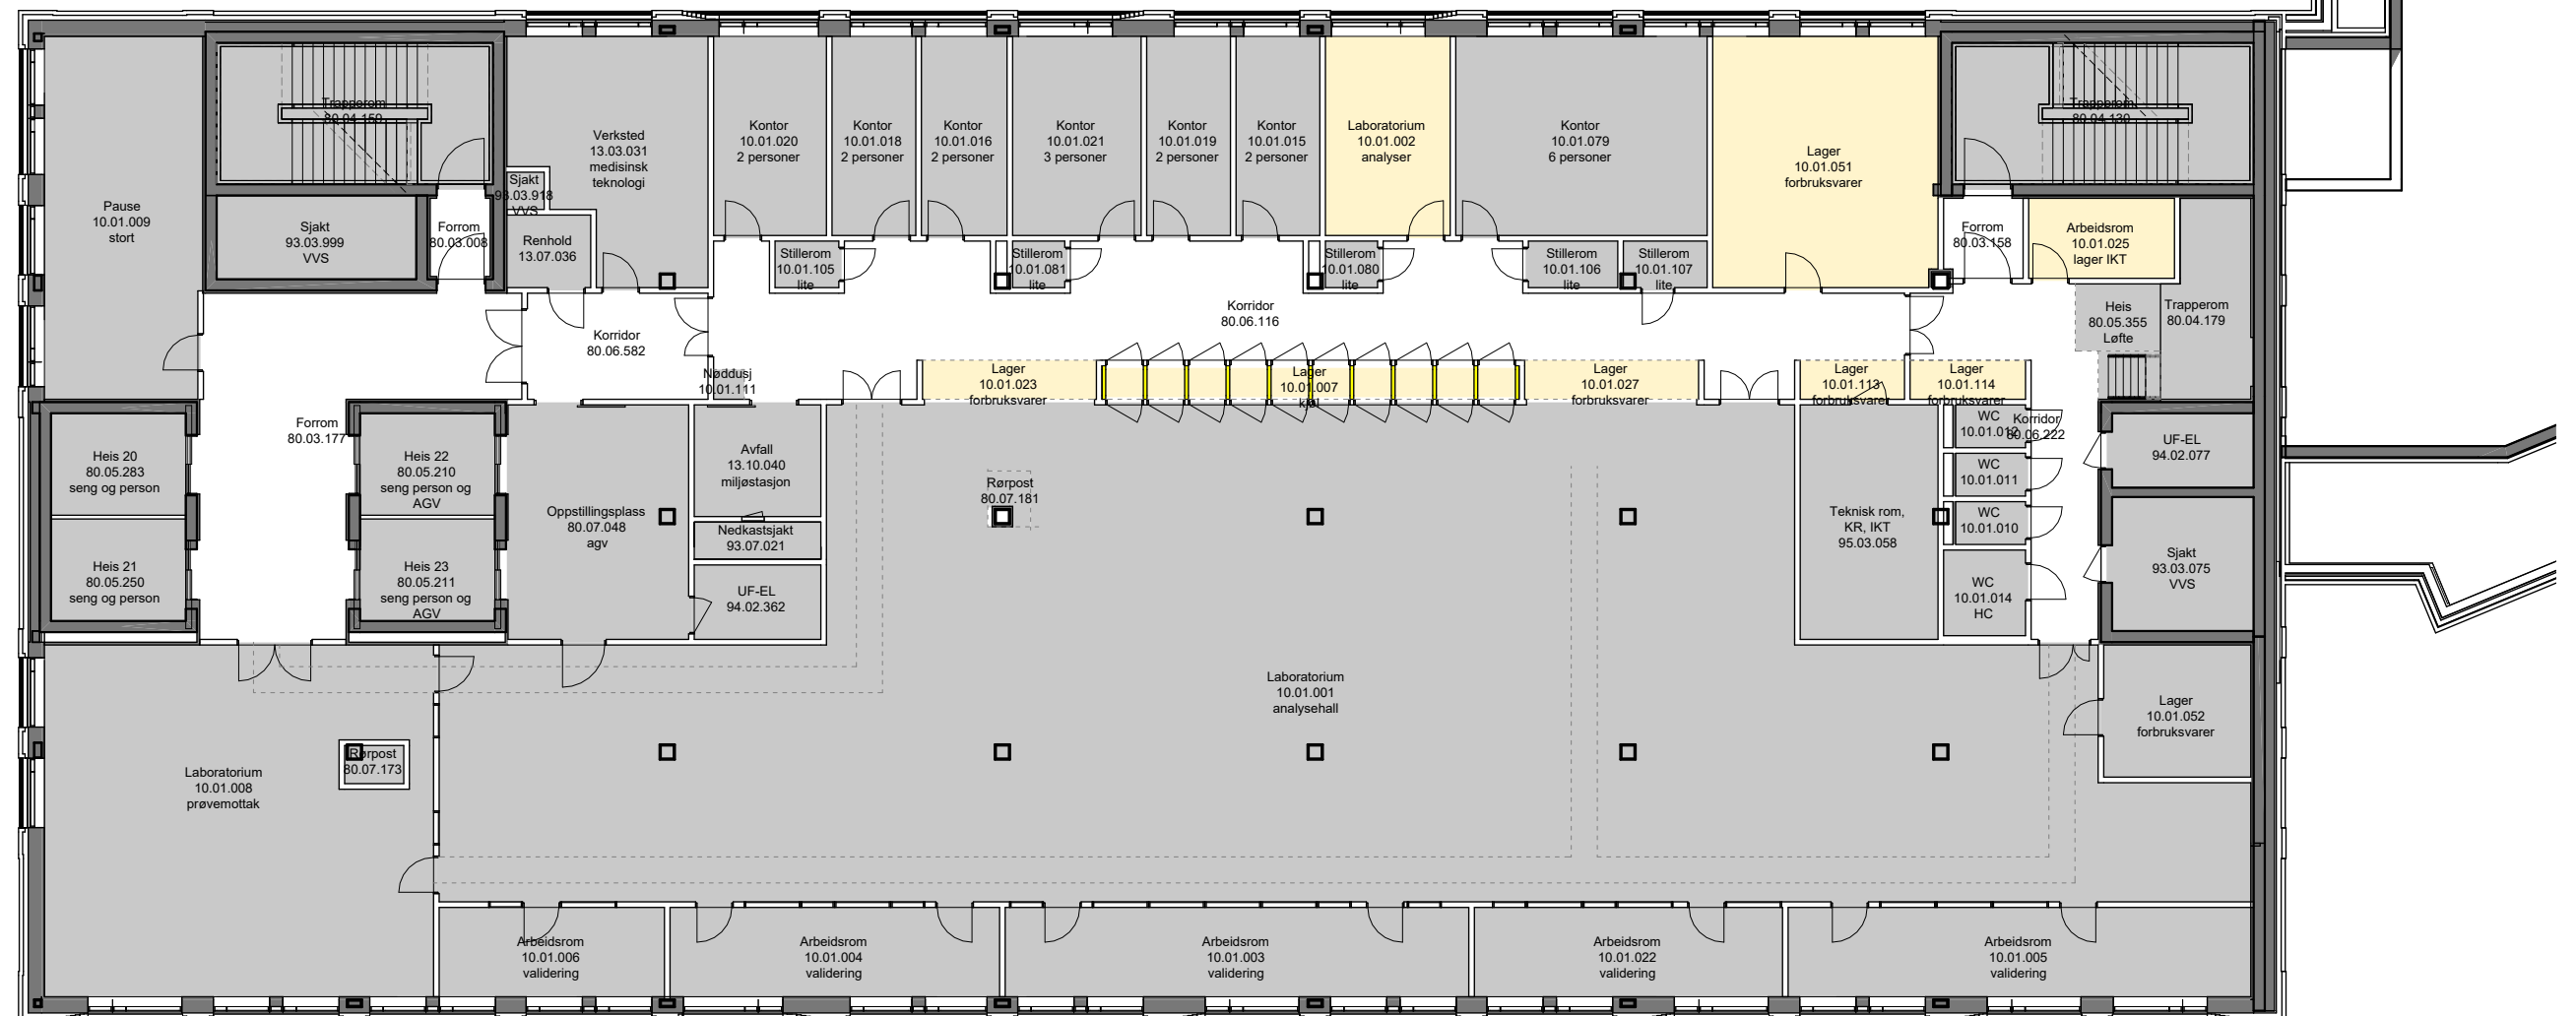 Trapperom
80.04.150
Pause
10.01.009
stort
Sjakt
93.03.999
VVS
Forrom
80.03.008
Sjakt
93.03.918
VVS
Verksted
13.03.031
medisinsk
teknologi
Renhold
13.07.036
Kontor
10.01.020
2 personer
Kontor
10.01.018
2 personer
Kontor
10.01.016
2 personer
Kontor
10.01.021
3 personer
Kontor
10.01.019
2 personer
Kontor
10.01.015
2 personer
Laboratorium
10.01.002
analyser
Kontor
10.01.079
6 personer
Lager
10.01.051
forbruksvarer
Trapperom
80.04.130
Forrom
80.03.158
Arbeidsrom
10.01.025
lager IKT
Stillerom
10.01.105
lite
Stillerom
10.01.081
lite
Stillerom
10.01.080
lite
Stillerom
10.01.106
lite
Stillerom
10.01.107
lite
Korridor
80.06.582
Korridor
80.06.116
Heis
80.05.355
Løfte
Trapperom
80.04.179
Nøddusj
10.01.111
Lager
10.01.023
forbruksvarer
Lager
10.01.007
kjøl
Lager
10.01.027
forbruksvarer
Lager
10.01.113
forbruksvarer
Lager
10.01.114
forbruksvarer
Forrom
80.03.177
Heis 20
80.05.283
seng og person
Heis 22
80.05.210
seng person og
AGV
Heis 21
80.05.250
seng og person
Heis 23
80.05.211
seng person og
AGV
Oppstillingsplass
80.07.048
agv
Avfall
13.10.040
miljøstasjon
Nedkastsjakt
93.07.021
UF-EL
94.02.362
Rørpost
80.07.181
Teknisk rom,
KR, IKT
95.03.058
WC
10.01.012
Korridor
80.06.222
WC
10.01.011
WC
10.01.010
WC
10.01.014
HC
UF-EL
94.02.077
Sjakt
93.03.075
VVS
Laboratorium
10.01.001
analysehall
Lager
10.01.052
forbruksvarer
Rørpost
80.07.173
Laboratorium
10.01.008
prøvemottak
Arbeidsrom
10.01.006
validering
Arbeidsrom
10.01.004
validering
Arbeidsrom
10.01.003
validering
Arbeidsrom
10.01.022
validering
Arbeidsrom
10.01.005
validering